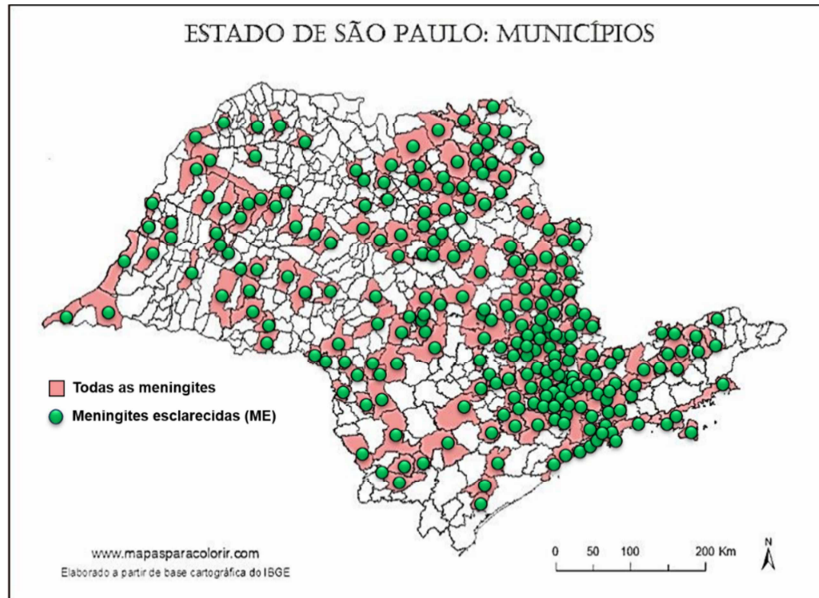 ESTADO DE SÃO PAULO: MUNICÍPIOS
Todas as meningites
Meningites esclarecidas (ME)
www.mapasparacolorir.com
Elaborado a partir de base cartográfica do IBGE
0 50 100 200 Km
N